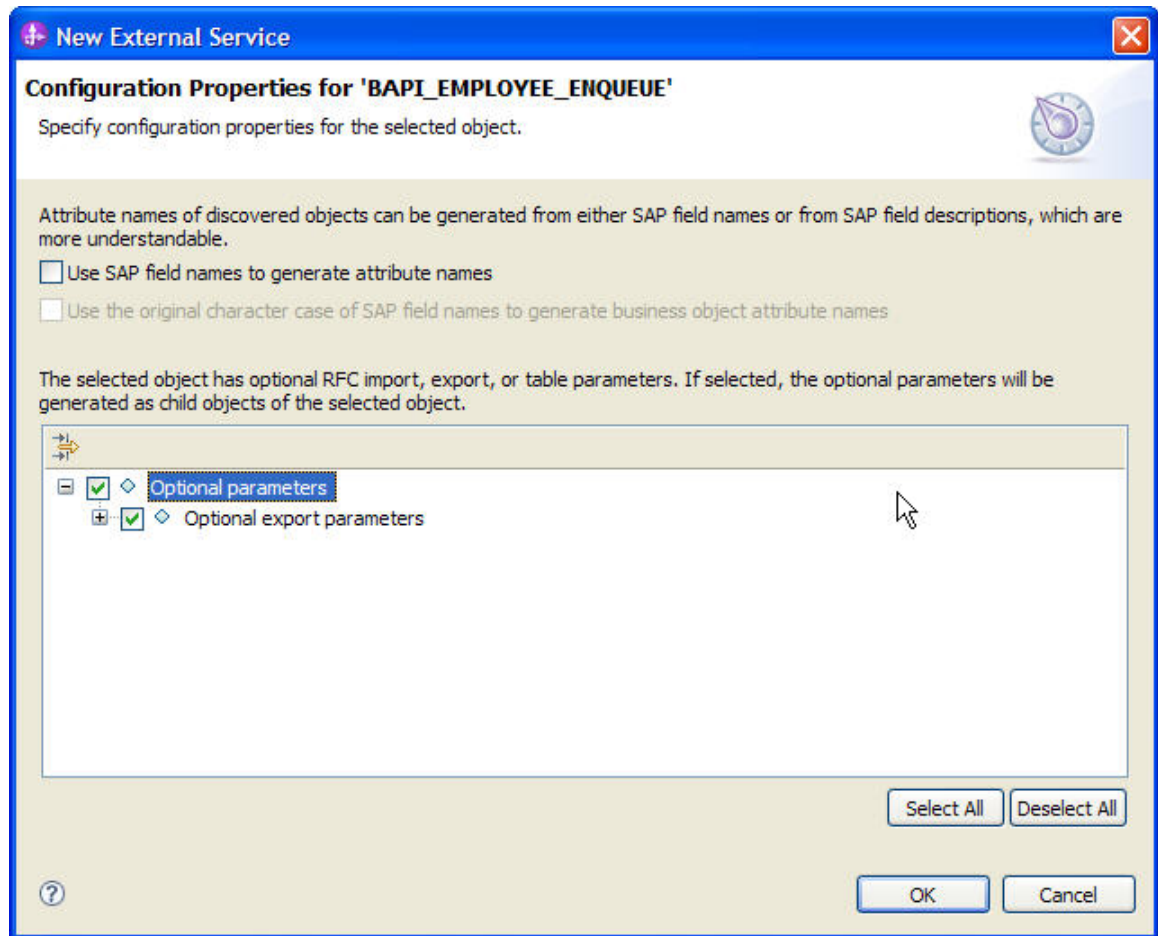 New External Service
Configuration Properties for 'BAPI_EMPLOYEE_ENQUEUE'
Specify configuration properties for the selected object.
Attribute names of discovered objects can be generated from either SAP field names or from SAP field descriptions, which are
more understandable.
Use SAP field names to generate attribute names
Use the original character case of SAP field names to generate business object attribute names
The selected object has optional RFC import, export, or table parameters. If selected, the optional parameters will be
generated as child objects of the selected object.
Optional parameters
Optional export parameters
Select All Deselect All
OK Cancel